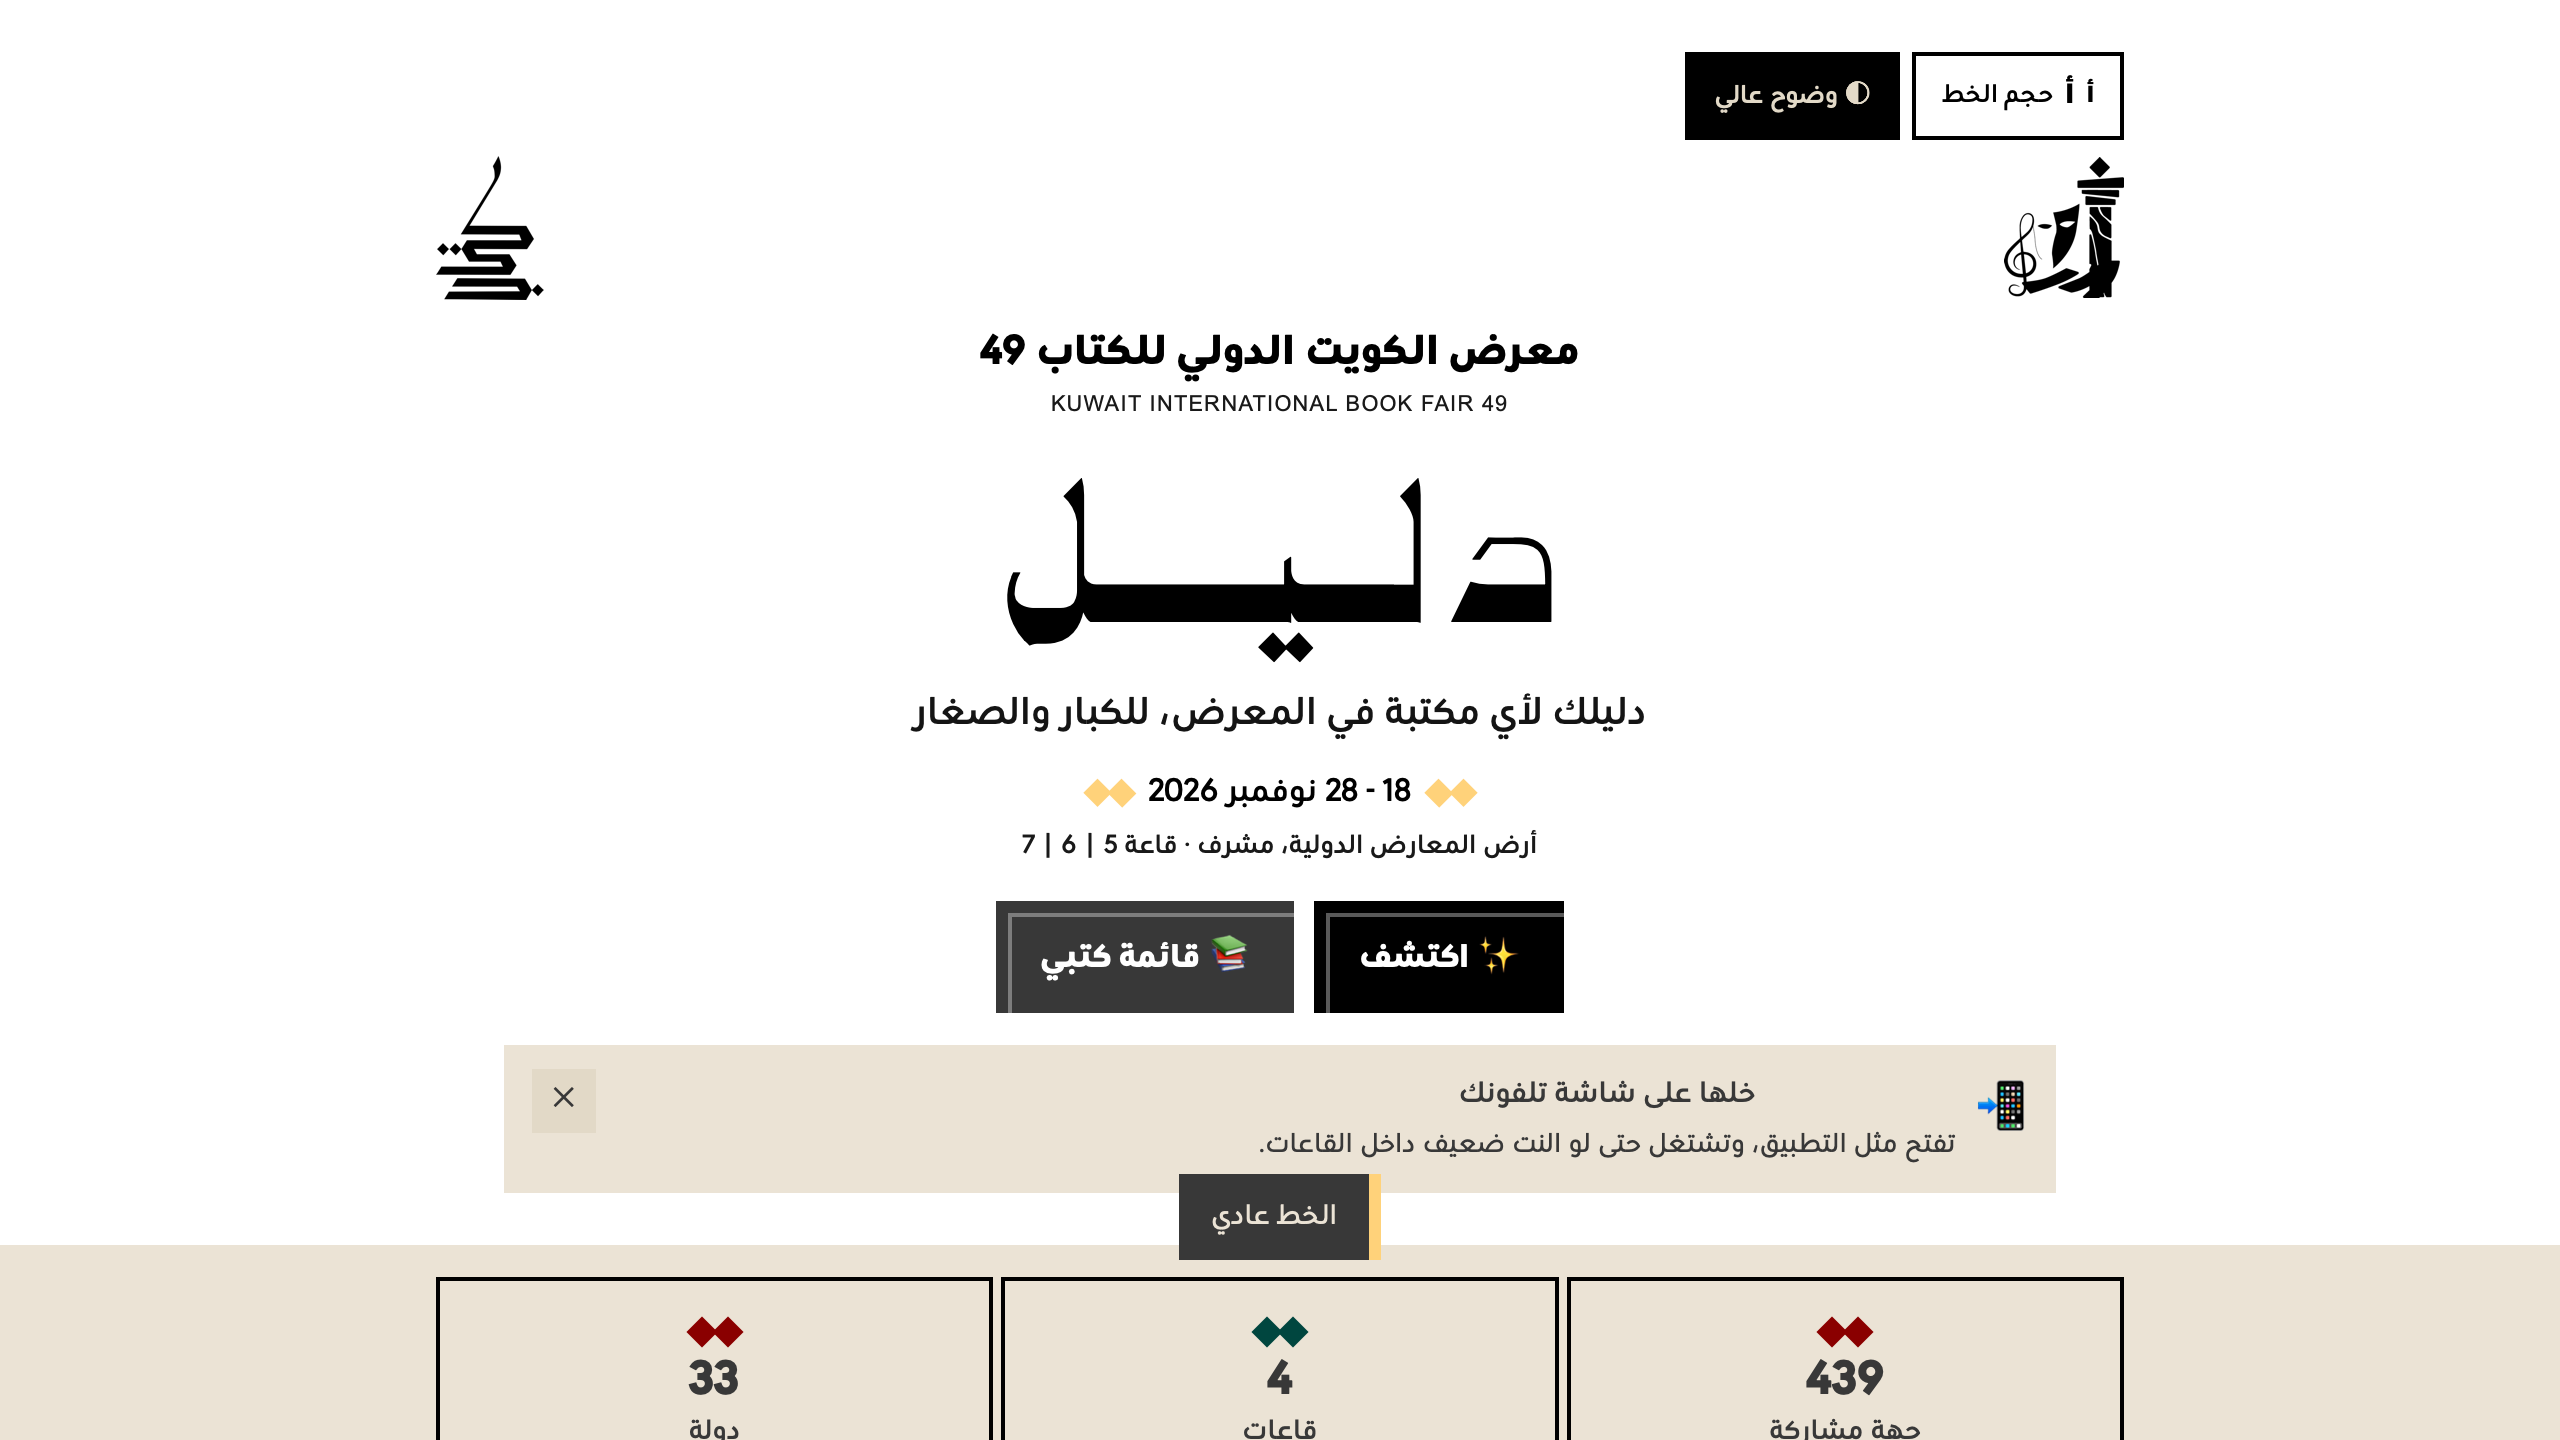 أ أ حجم الخط
وضوح عالي
معرض الكويت الدولي للكتاب 49
KUWAIT INTERNATIONAL BOOK FAIR 49
دليل
دليلك لأي مكتبة في المعرض، للكبار والصغار
18 - 28 نوفمبر 2026
أرض المعارض الدولية، مشرف · قاعة 5 | 6 | 7
✨ اكتشف
📚 قائمة كتبي
خلها على شاشة تلفونك
تفتح مثل التطبيق، وتشتغل حتى لو النت ضعيف داخل القاعات.
الخط عادي
439
جهة مشاركة
4
قاعات
33
دولة